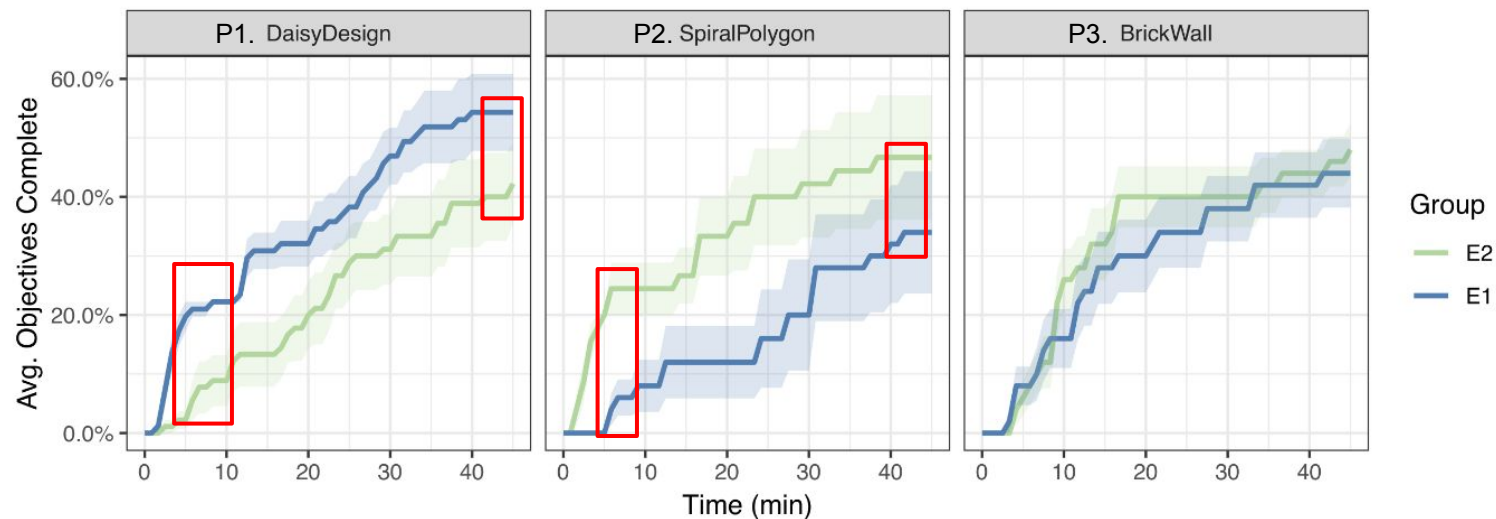 P1. DaisyDesign
P2. SpiralPolygon
P3. BrickWall
Avg. Objectives Complete
60.0%
40.0%
20.0%
0.0%
0 10 20 30 40
0 10 20 30 40
0 10 20 30 40
Time (min)
Group
E2
E1